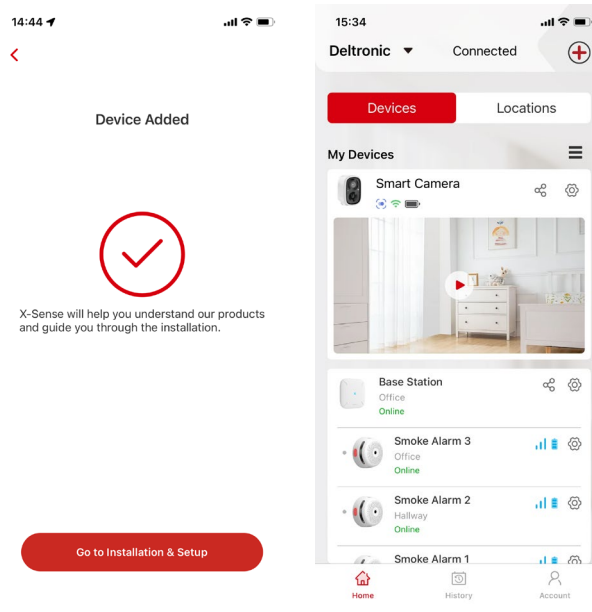 14:44
Device Added
X-Sense will help you understand our products
and guide you through the installation.
Go to Installation & Setup
15:34
Deltronic
Connected
Devices
Locations
My Devices
Smart Camera
Base Station
Office
Online
Smoke Alarm 3
Office
Online
Smoke Alarm 2
Hallway
Online
Smoke Alarm 1
Home
History
Account